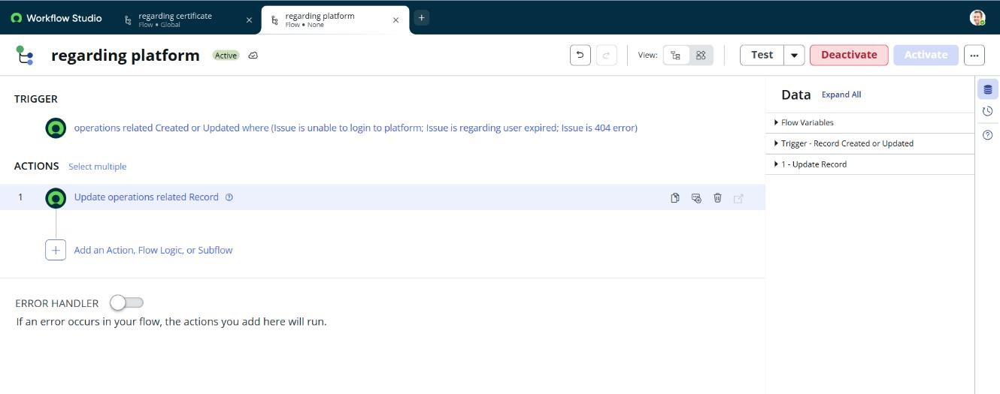 Workflow Studio
regarding certificate
Flow • Global
regarding platform
Flow • None
regarding platform
Active
View:
Test
Deactivate
Activate
TRIGGER
operations related Created or Updated where (Issue is unable to login to platform; Issue is regarding user expired; Issue is 404 error)
ACTIONS Select multiple
1 Update operations related Record
Add an Action, Flow Logic, or Subflow
ERROR HANDLER
If an error occurs in your flow, the actions you add here will run.
Data Expand All
Flow Variables
Trigger - Record Created or Updated
1 - Update Record